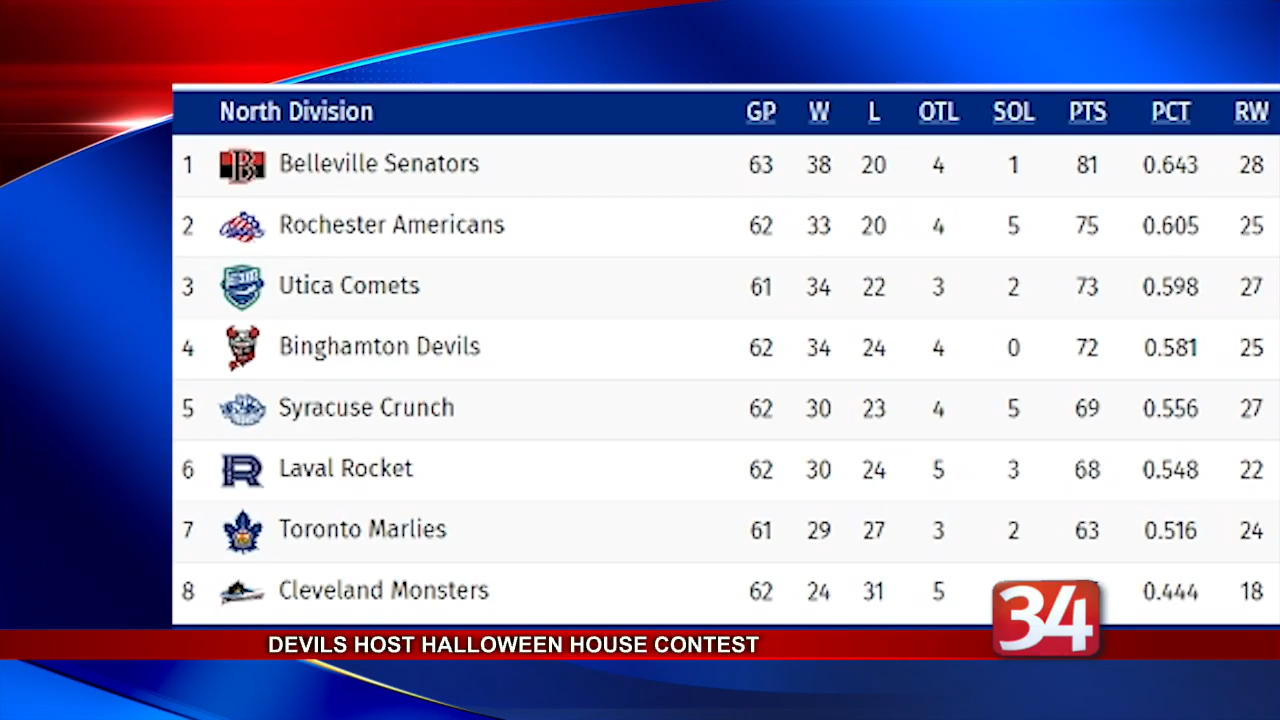 North Division GP W L OTL SOL PTS PCT RW
1 Belleville Senators 63 38 20 4 1 81 0.643 28
2 Rochester Americans 62 33 20 4 5 75 0.605 25
3 Utica Comets 61 34 22 3 2 73 0.598 27
4 Binghamton Devils 62 34 24 4 0 72 0.581 25
5 Syracuse Crunch 62 30 23 4 5 69 0.556 27
6 Laval Rocket 62 30 24 5 3 68 0.548 22
7 Toronto Marlies 61 29 27 3 2 63 0.516 24
8 Cleveland Monsters 62 24 31 5 0.444 18
34
DEVILS HOST HALLOWEEN HOUSE CONTEST